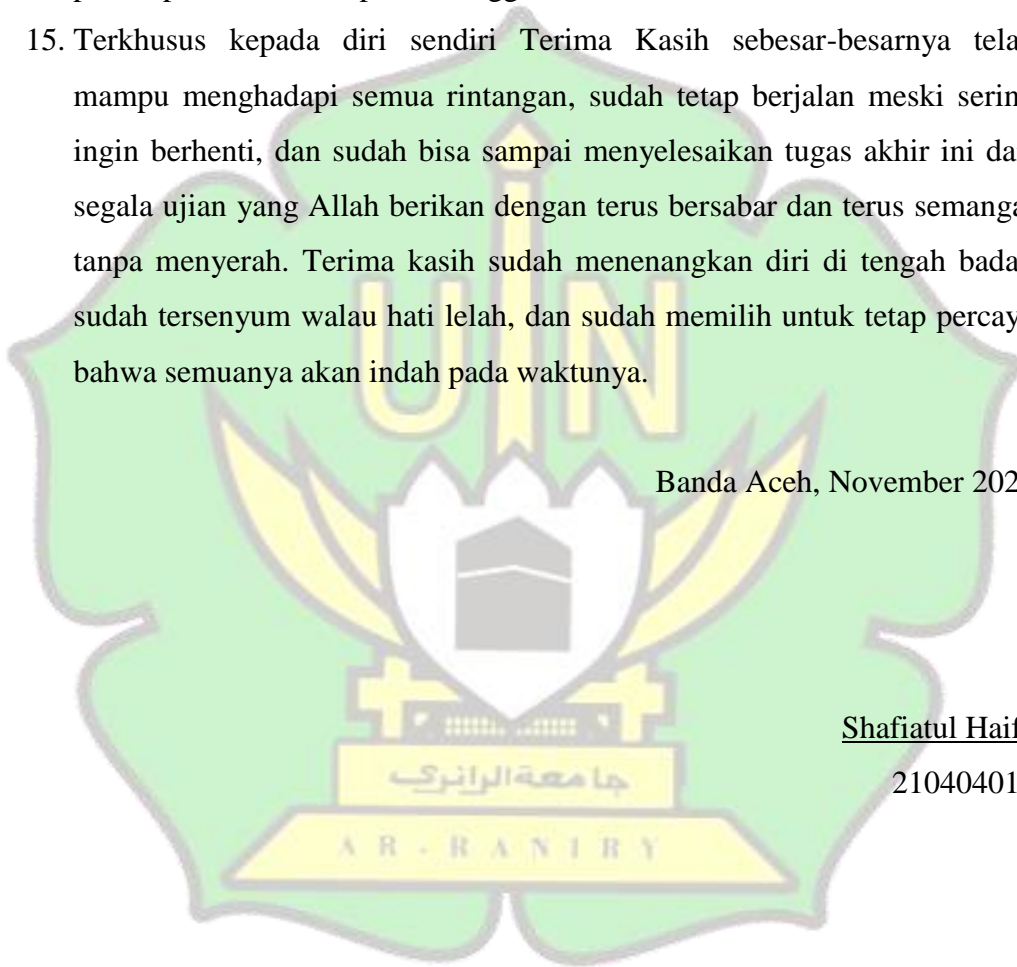 15. Terkhusus kepada diri sendiri Terima Kasih sebesar-besarnya tela
mampu menghadapi semua rintangan, sudah tetap berjalan meski serin
ingin berhenti, dan sudah bisa sampai menyelesaikan tugas akhir ini da
segala ujian yang Allah berikan dengan terus bersabar dan terus semanga
tanpa menyerah. Terima kasih sudah menenangkan diri di tengah bada
sudah tersenyum walau hati lelah, dan sudah memilih untuk tetap percay
bahwa semuanya akan indah pada waktunya.
UIN
Banda Aceh, November 202
Shafiatul Haif
21040401
جامعة الرانري
AR - RANIRY